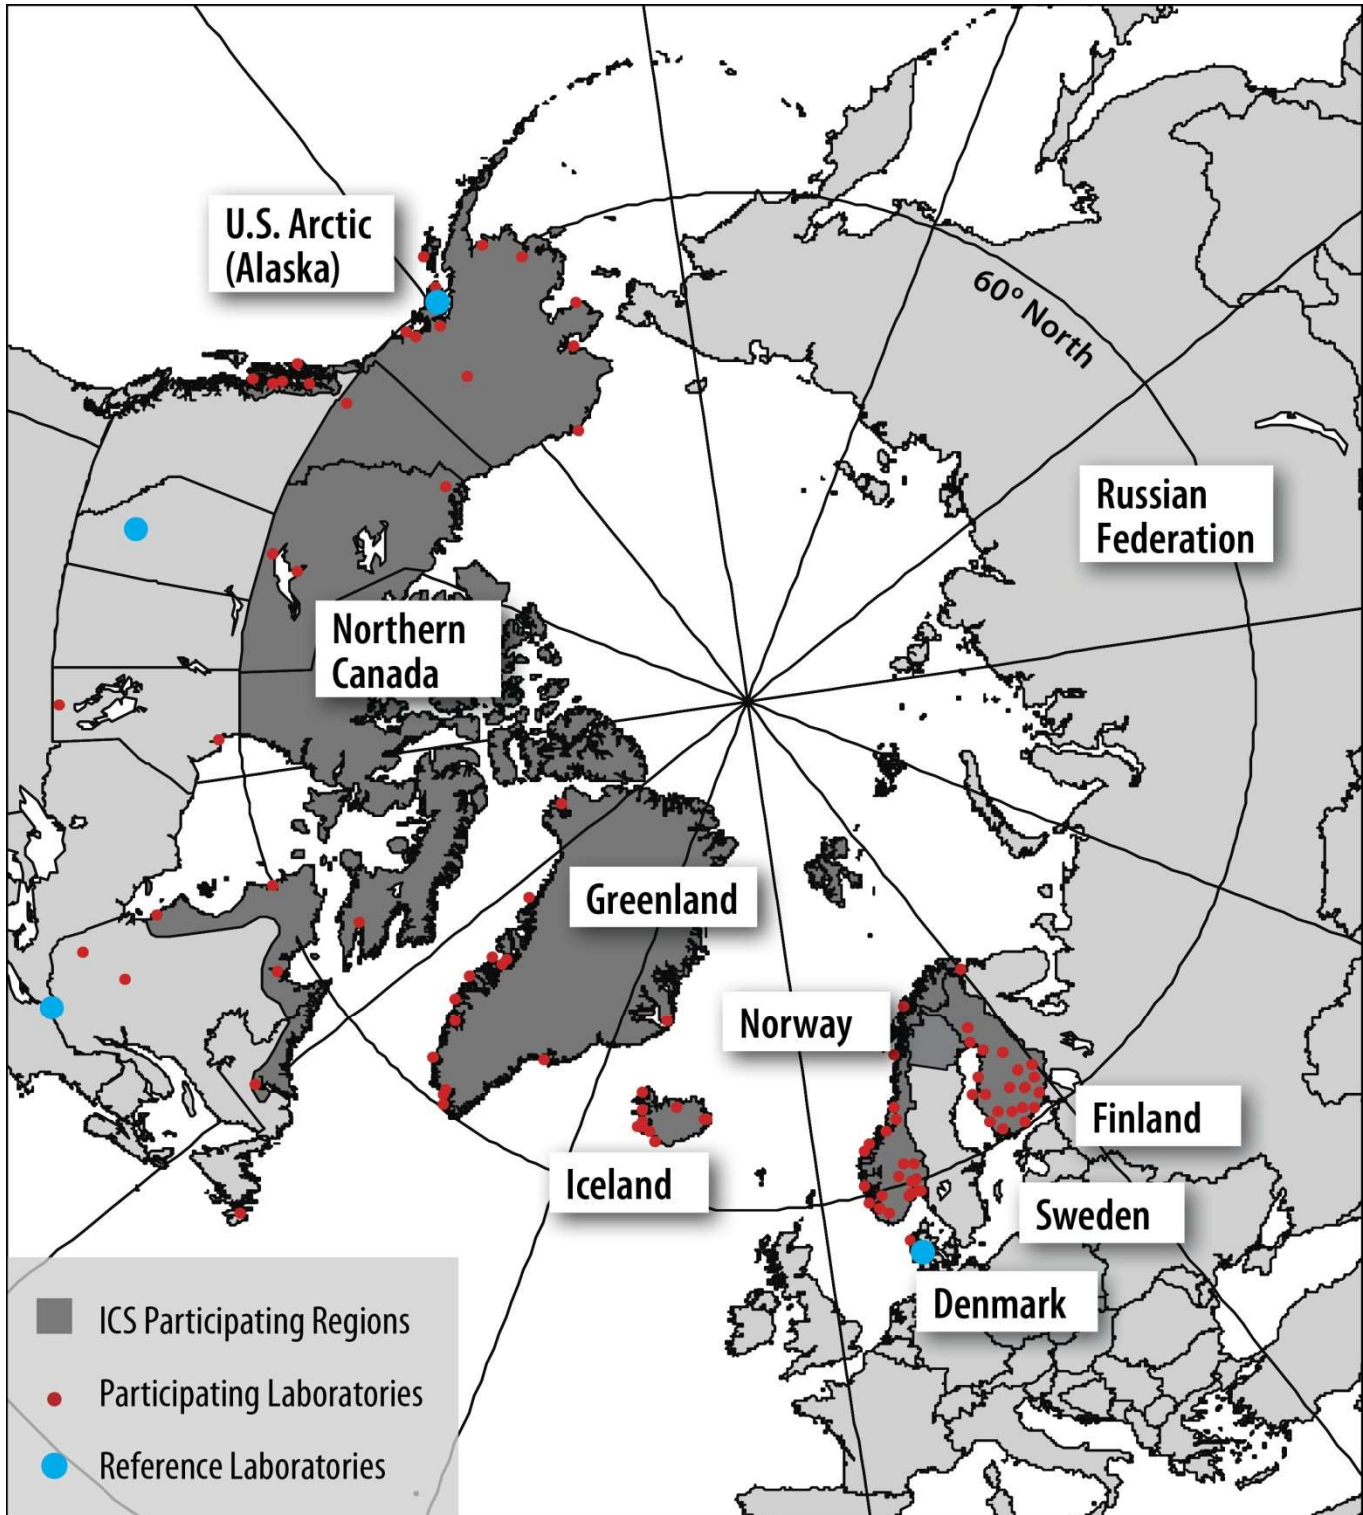 U.S. Arctic
(Alaska)
60° North
Russian
Federation
Northern
Canada
Greenland
Norway
Finland
Iceland
Sweden
Denmark
ICS Participating Regions
Participating Laboratories
Reference Laboratories